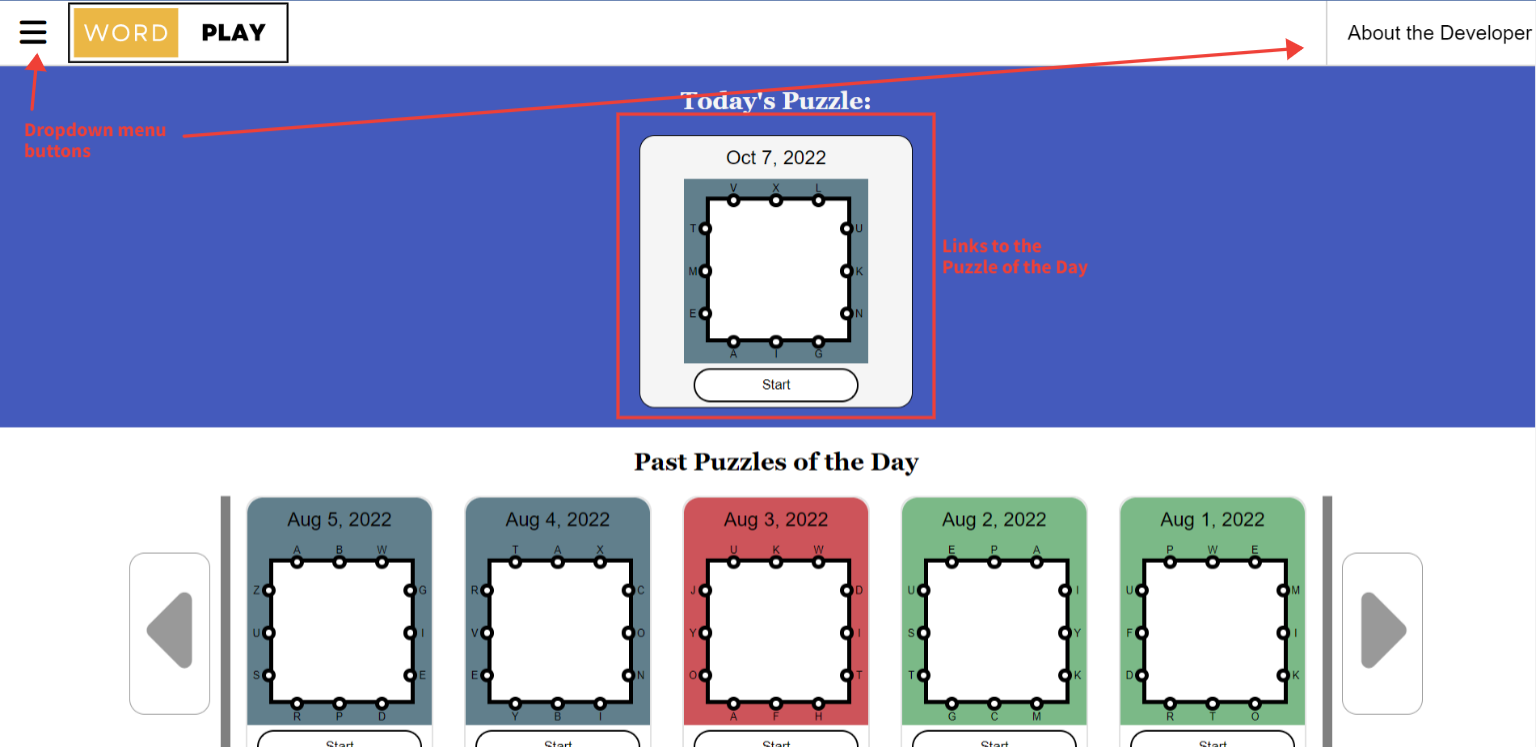 WORD PLAY
About the Developer
Dropdown menu
buttons
Today's Puzzle:
Oct 7, 2022
V X L
T U
M K
E N
A I G
Start
Links to the
Puzzle of the Day
Past Puzzles of the Day
Aug 5, 2022
A B W
Z G
U I
S E
R P D
Start
Aug 4, 2022
T A X
R C
V O
E N
Y B I
Start
Aug 3, 2022
U K W
J D
Y I
O T
A F H
Start
Aug 2, 2022
E P A
U I
S Y
T K
G C M
Start
Aug 1, 2022
P W E
U M
F I
D K
R T O
Start